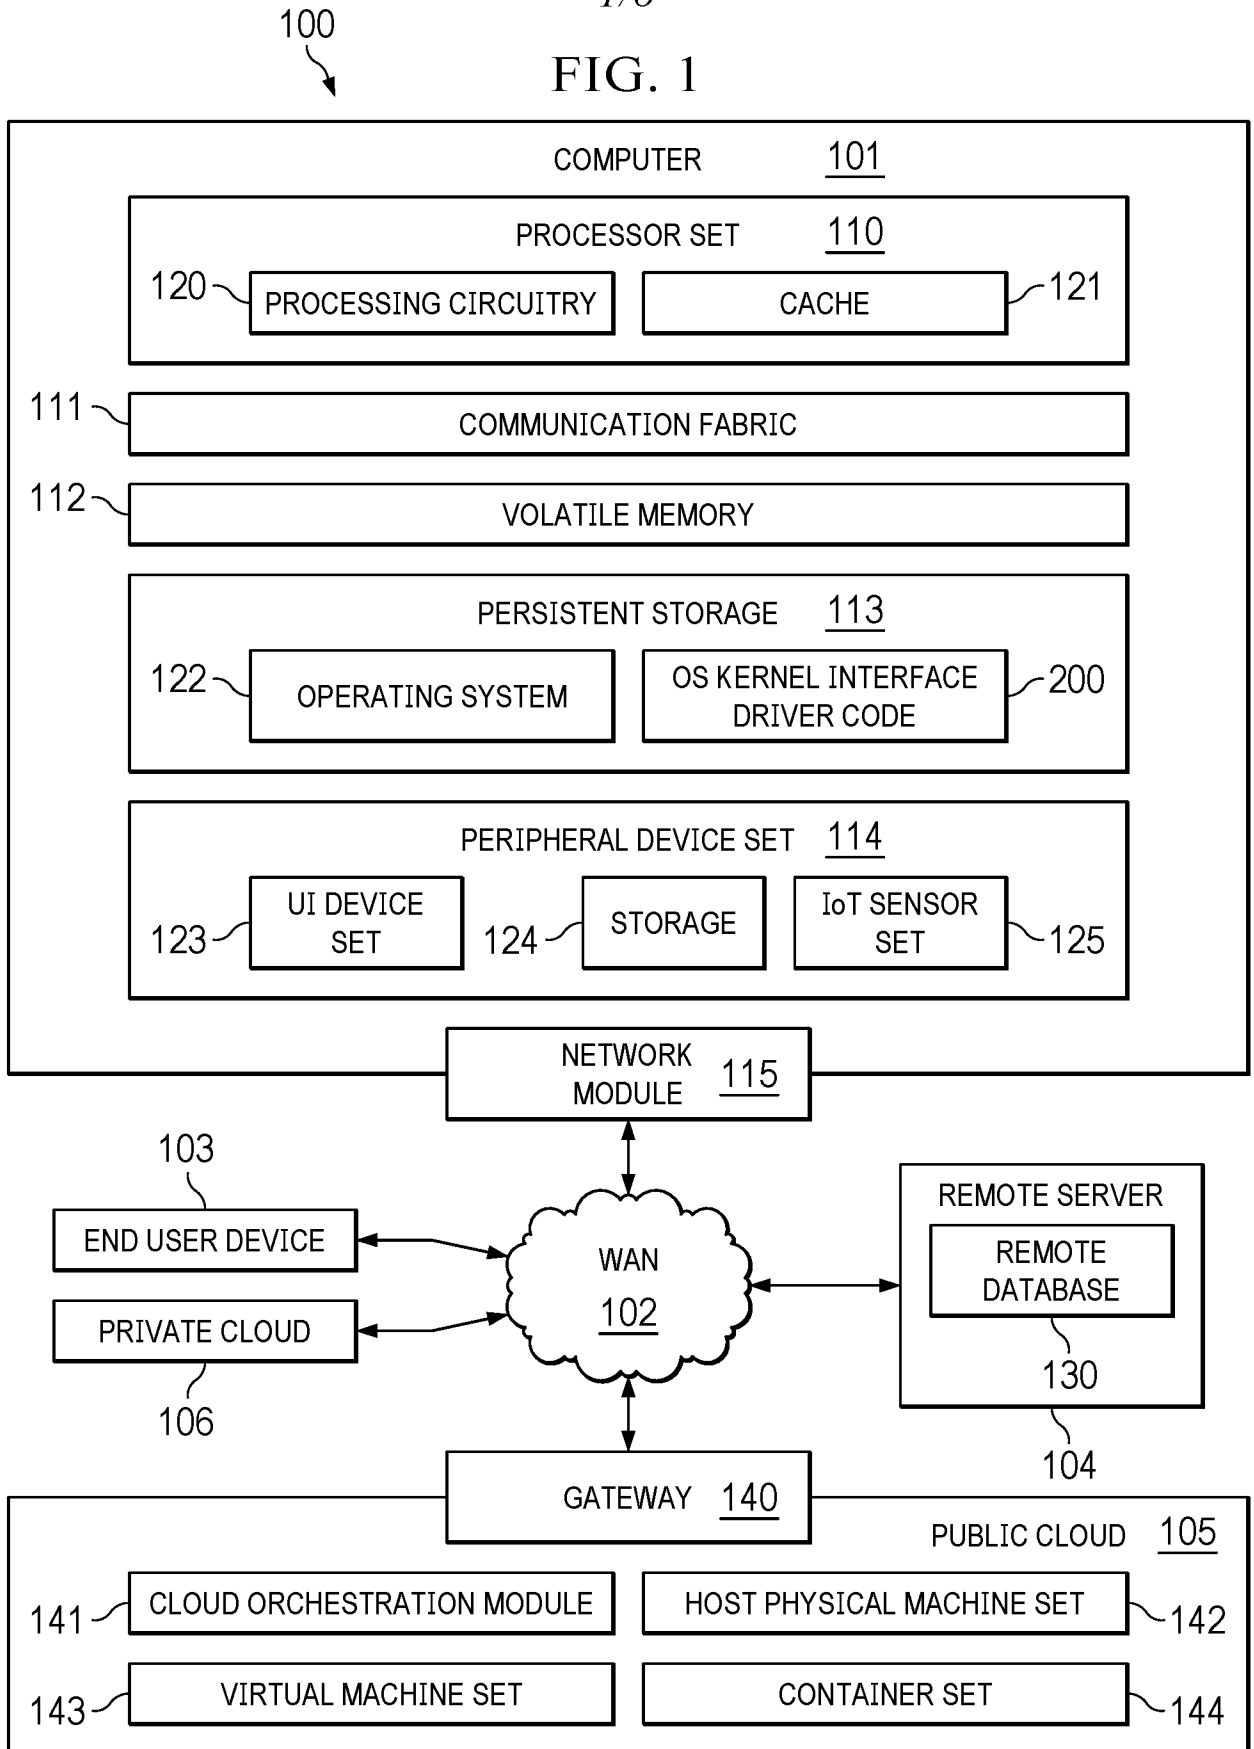 100
FIG. 1
COMPUTER 101
PROCESSOR SET 110
120 PROCESSING CIRCUITRY CACHE 121
111 COMMUNICATION FABRIC
112 VOLATILE MEMORY
PERSISTENT STORAGE 113
122 OPERATING SYSTEM
OS KERNEL INTERFACE
DRIVER CODE
200
PERIPHERAL DEVICE SET 114
123
UI DEVICE
SET
124 STORAGE
IoT SENSOR
SET
125
NETWORK
MODULE
115
103
END USER DEVICE
PRIVATE CLOUD
106
WAN
102
REMOTE SERVER
REMOTE
DATABASE
130
104
GATEWAY 140
PUBLIC CLOUD 105
141 CLOUD ORCHESTRATION MODULE HOST PHYSICAL MACHINE SET 142
143 VIRTUAL MACHINE SET CONTAINER SET 144